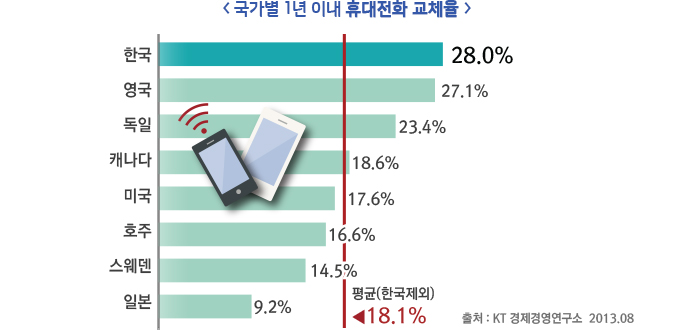 < 국가별 1년 이내 휴대전화 교체율 >
한국 28.0%
영국 27.1%
독일 23.4%
캐나다 18.6%
미국 17.6%
호주 16.6%
스웨덴 14.5%
일본 9.2%
평균(한국제외)
◀18.1%
출처 : KT 경제경영연구소 2013.08